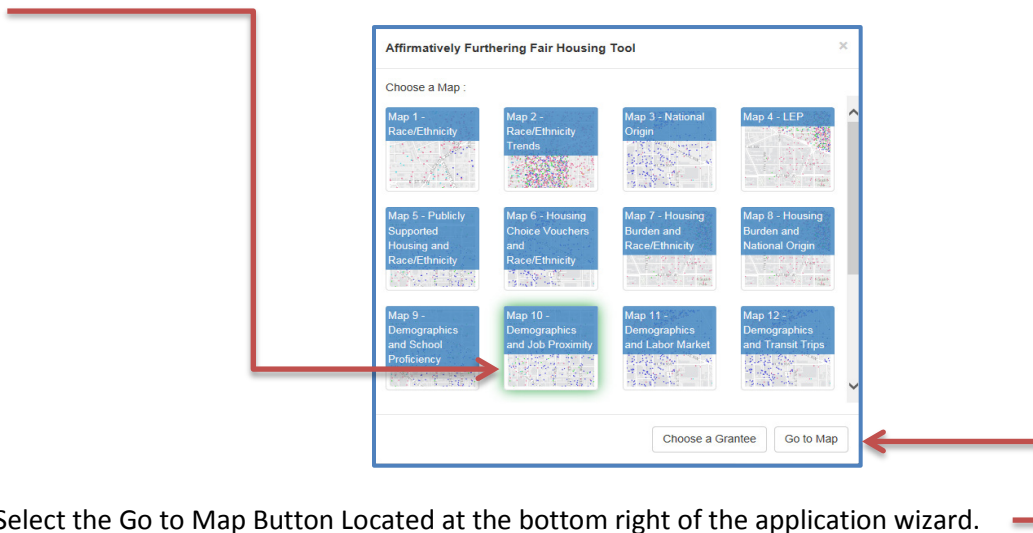 Affirmatively Furthering Fair Housing Tool ×
Choose a Map :
Map 1 -
Race/Ethnicity
Map 2 -
Race/Ethnicity
Trends
Map 3 - National
Origin
Map 4 - LEP
Map 5 - Publicly
Supported
Housing and
Race/Ethnicity
Map 6 - Housing
Choice Vouchers
and
Race/Ethnicity
Map 7 - Housing
Burden and
Race/Ethnicity
Map 8 - Housing
Burden and
National Origin
Map 9 -
Demographics
and School
Proficiency
Map 10 -
Demographics
and Job Proximity
Map 11 -
Demographics
and Labor Market
Map 12 -
Demographics
and Transit Trips
Choose a Grantee
Go to Map
Select the Go to Map Button Located at the bottom right of the application wizard.